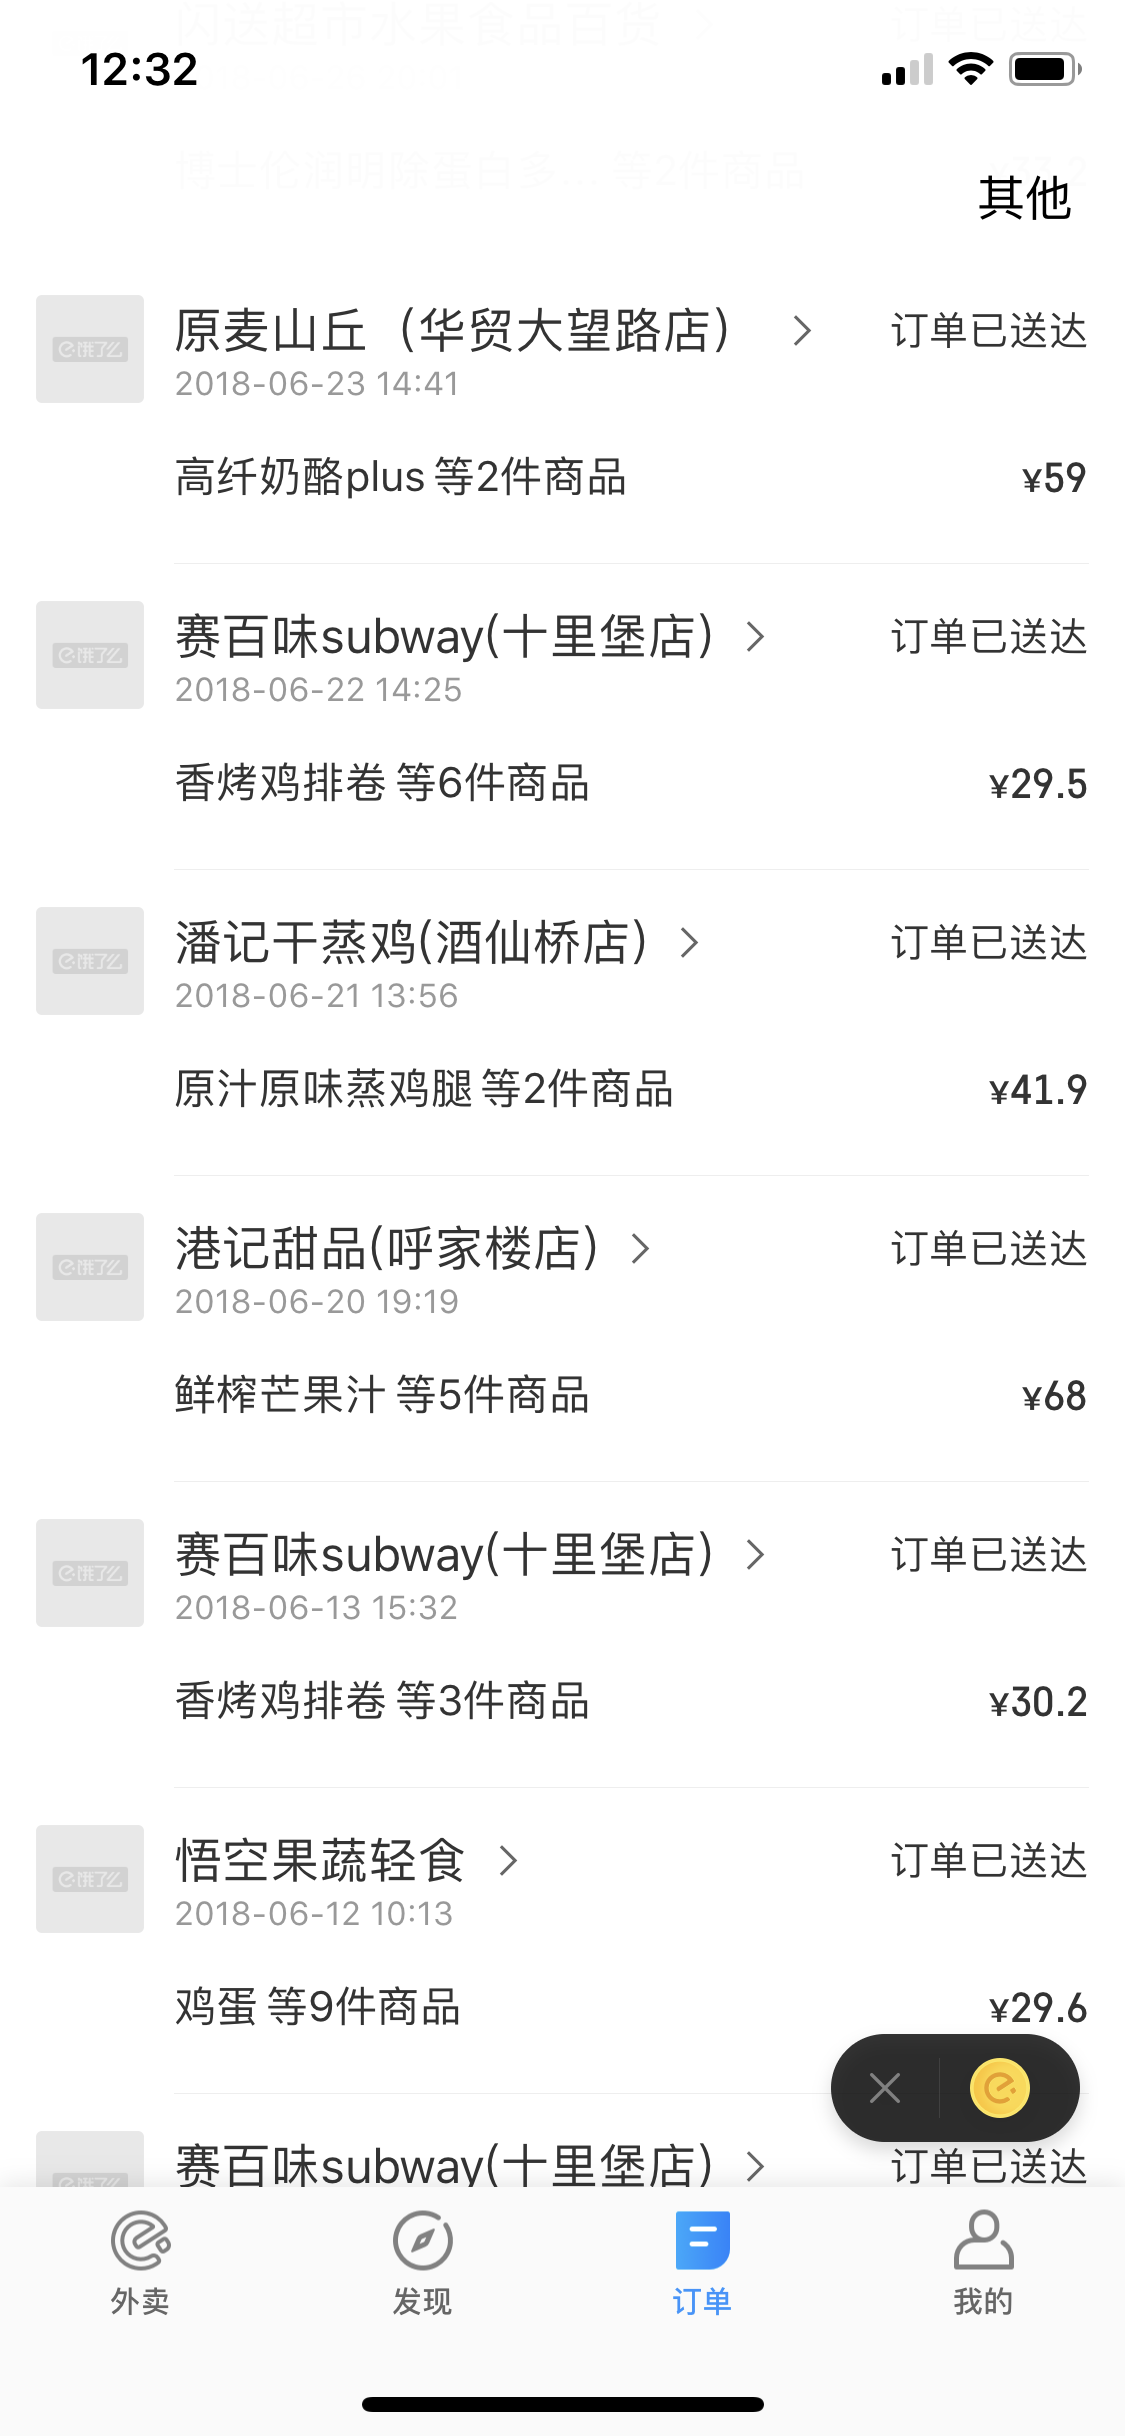 闪送超市水果食品百货
订单已送达
12:32
博士伦润明除蛋白多... 等2件商品
其他
原麦山丘（华贸大望路店）
订单已送达
2018-06-23 14:41
高纤奶酪plus 等2件商品
¥59
饿了么
赛百味subway(十里堡店)
订单已送达
2018-06-22 14:25
香烤鸡排卷 等6件商品
¥29.5
饿了么
潘记干蒸鸡(酒仙桥店)
订单已送达
2018-06-21 13:56
原汁原味蒸鸡腿 等2件商品
¥41.9
饿了么
港记甜品(呼家楼店)
订单已送达
2018-06-20 19:19
鲜榨芒果汁 等5件商品
¥68
饿了么
赛百味subway(十里堡店)
订单已送达
2018-06-13 15:32
香烤鸡排卷 等3件商品
¥30.2
饿了么
悟空果蔬轻食
订单已送达
2018-06-12 10:13
鸡蛋 等9件商品
¥29.6
饿了么
赛百味subway(十里堡店)
订单已送达
饿了么
外卖
发现
订单
我的